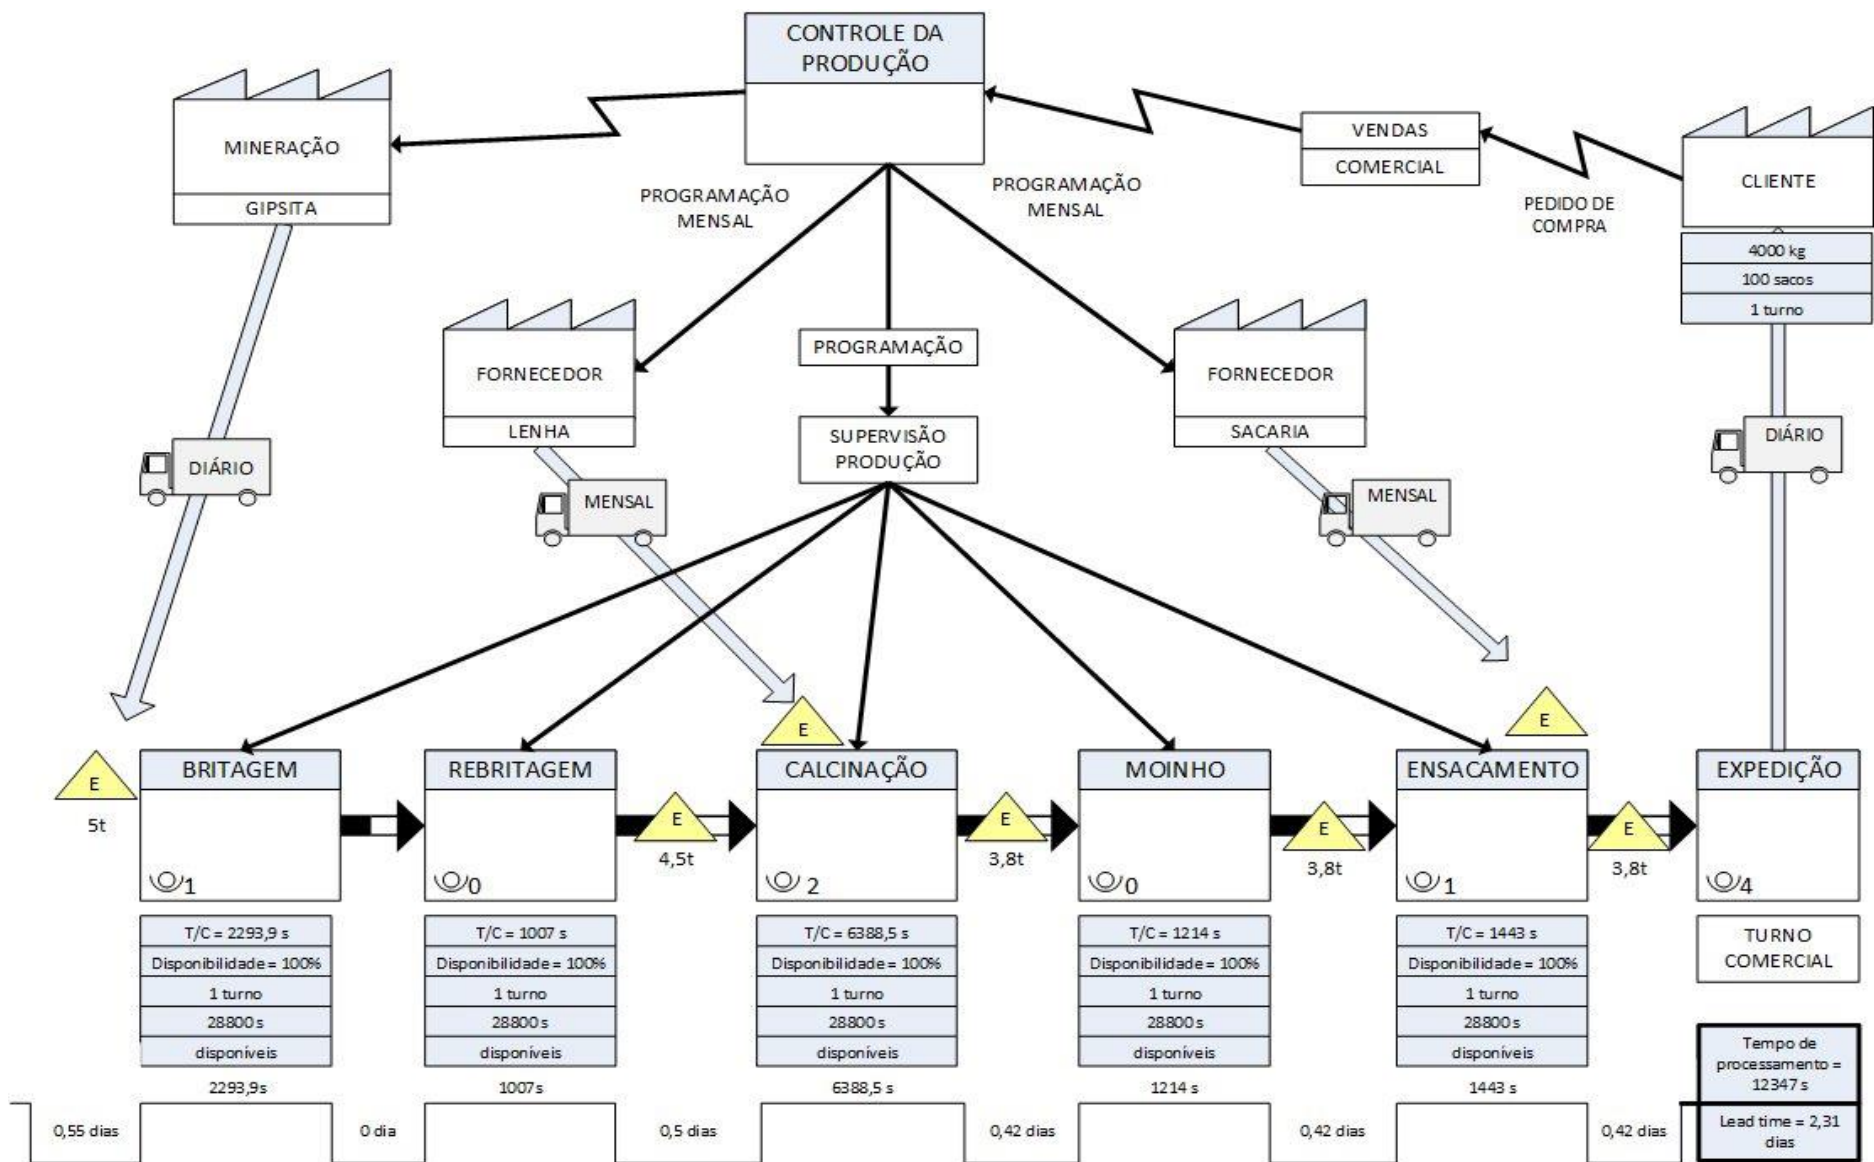 CONTROLE DA
PRODUÇÃO
MINERAÇÃO
GIPSITA
VENDAS
COMERCIAL
CLIENTE
4000 kg
100 sacos
1 turno
PEDIDO DE
COMPRA
PROGRAMAÇÃO
MENSAL
PROGRAMAÇÃO
MENSAL
FORNECEDOR
LENHA
PROGRAMAÇÃO
SUPERVISÃO
PRODUÇÃO
FORNECEDOR
SACARIA
DIÁRIO
MENSAL
MENSAL
DIÁRIO
E
5t
BRITAGEM
1
REBRITAGEM
0
E
4,5t
E
CALCINAÇÃO
2
E
3,8t
MOINHO
0
E
3,8t
E
ENSACAMENTO
1
E
3,8t
EXPEDIÇÃO
4
T/C = 2293,9 s
Disponibilidade = 100%
1 turno
28800 s
disponíveis
T/C = 1007 s
Disponibilidade = 100%
1 turno
28800 s
disponíveis
T/C = 6388,5 s
Disponibilidade = 100%
1 turno
28800 s
disponíveis
T/C = 1214 s
Disponibilidade = 100%
1 turno
28800 s
disponíveis
T/C = 1443 s
Disponibilidade = 100%
1 turno
28800 s
disponíveis
TURNO
COMERCIAL
2293,9s
1007s
6388,5 s
1214 s
1443 s
0,55 dias
0 dia
0,5 dias
0,42 dias
0,42 dias
0,42 dias
Tempo de
processamento =
12347 s
Lead time = 2,31
dias